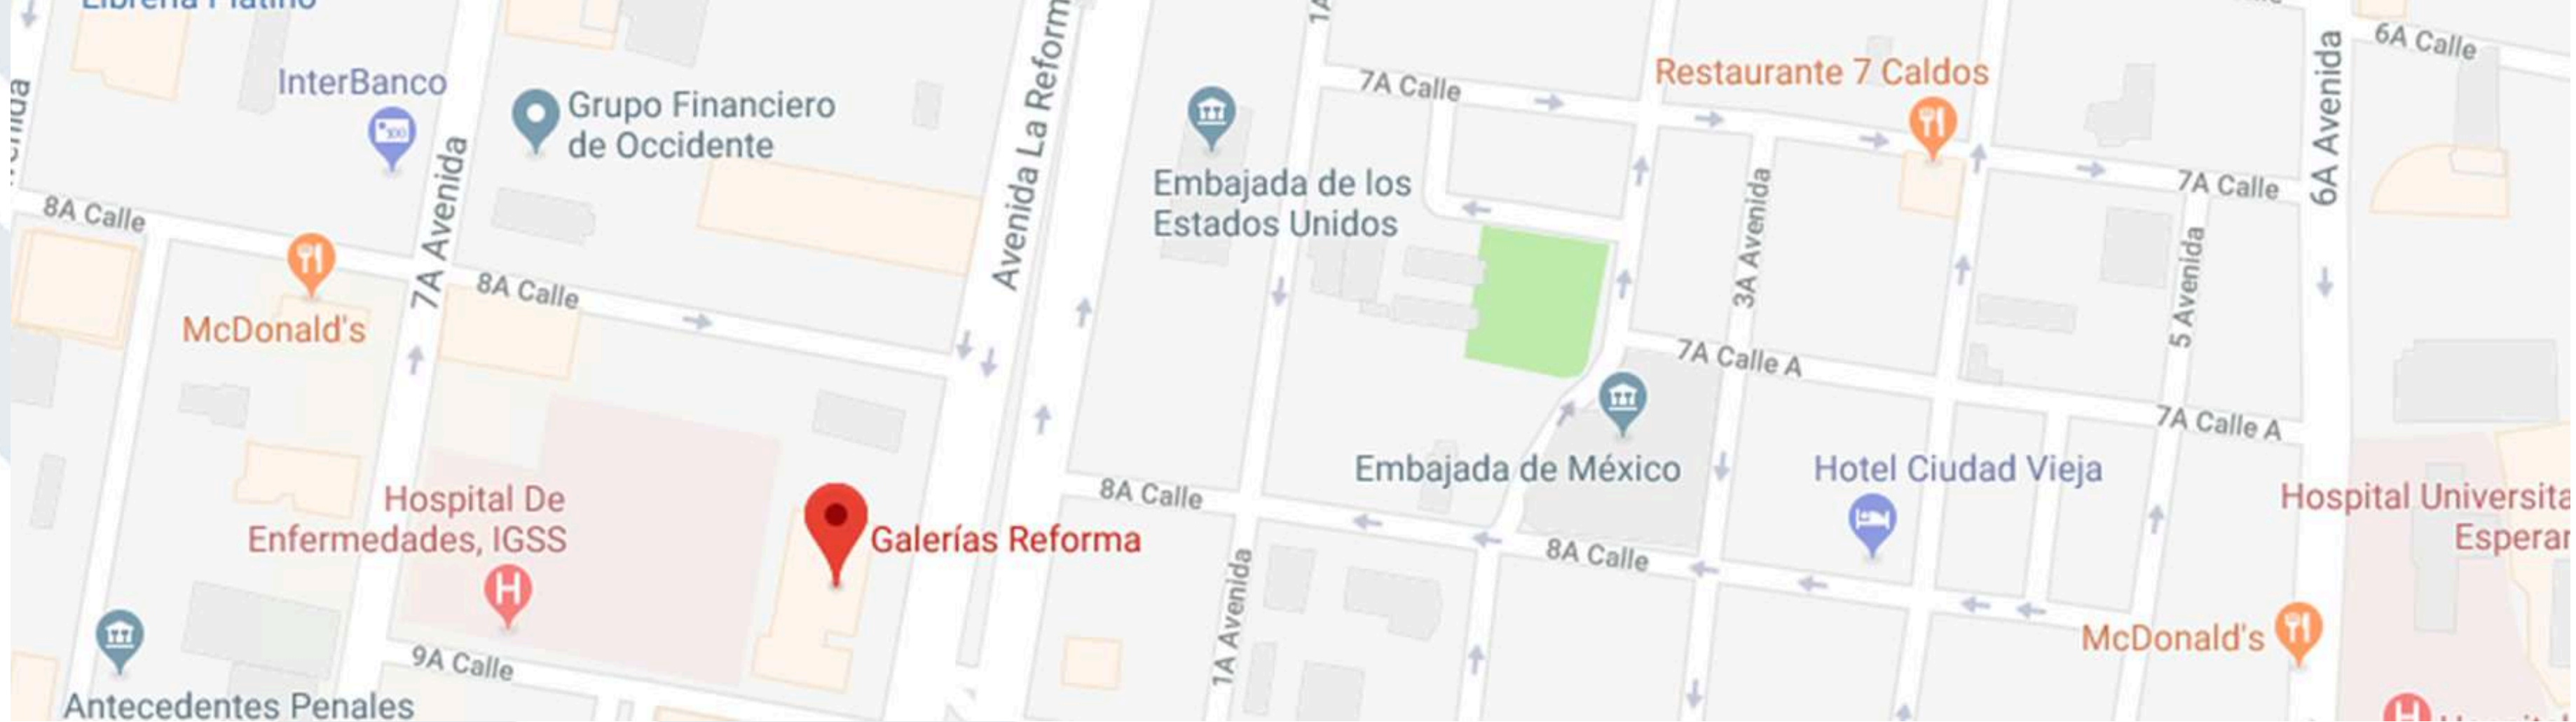 Librería Platino
InterBanco
Grupo Financiero
de Occidente
Avenida La Reform
1A
7A Calle
Restaurante 7 Caldos
6A Calle
6A Avenida
7A Avenida
Embajada de los
Estados Unidos
3A Avenida
7A Calle
8A Calle
8A Calle
McDonald's
5 Avenida
7A Calle A
7A Calle A
Hospital De
Enfermedades, IGSS
Galerías Reforma
8A Calle
Embajada de México
Hotel Ciudad Vieja
Hospital Universita
Esperan
8A Calle
1A Avenida
McDonald's
9A Calle
Antecedentes Penales